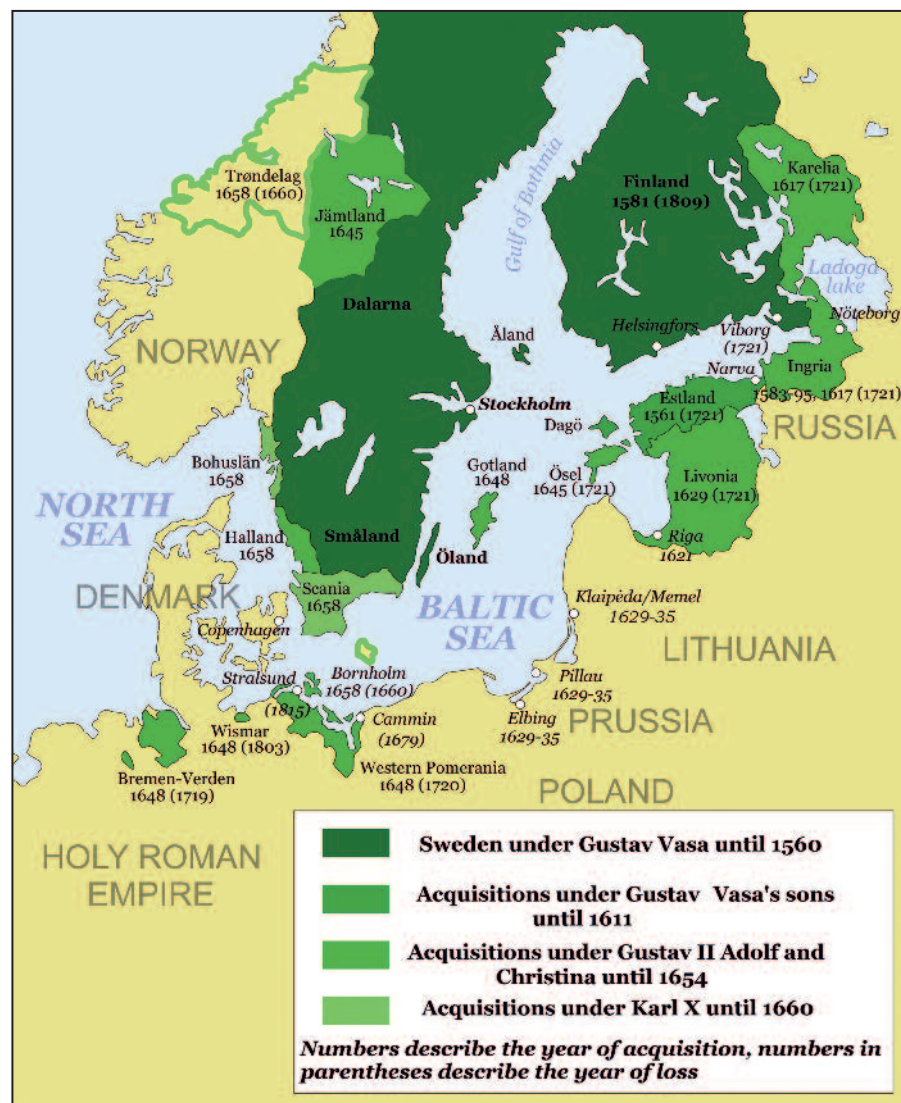 Trøndelag
1658 (1660)
Jämtland
1645
Gulf of Bothnia
Finland
1581 (1809)
Karelia
1617 (1721)
Ladoga
lake
Dalarna
NORWAY
Åland
Helsingfors
Viborg
(1721)
Nöteborg
Narva
Ingria
1583-95, 1617 (1721)
Stockholm
Estland
1561 (1721)
RUSSIA
Dagö
Bohuslän
1658
Gotland
1648
Ösel
1645 (1721)
Livonia
1629 (1721)
NORTH
SEA
Halland
1658
Småland
Öland
Riga
1621
DENMARK
Scania
1658
BALTIC
SEA
Klaipėda/Memel
1629-35
Copenhagen
LITHUANIA
Stralsund
(1815)
Bornholm
1658 (1660)
Pillau
1629-35
Wismar
1648 (1803)
Cammin
(1679)
Elbing
1629-35
PRUSSIA
Bremen-Verden
1648 (1719)
Western Pomerania
1648 (1720)
POLAND
HOLY ROMAN
EMPIRE
Sweden under Gustav Vasa until 1560
Acquisitions under Gustav Vasa's sons
until 1611
Acquisitions under Gustav II Adolf and
Christina until 1654
Acquisitions under Karl X until 1660
Numbers describe the year of acquisition, numbers in
parentheses describe the year of loss